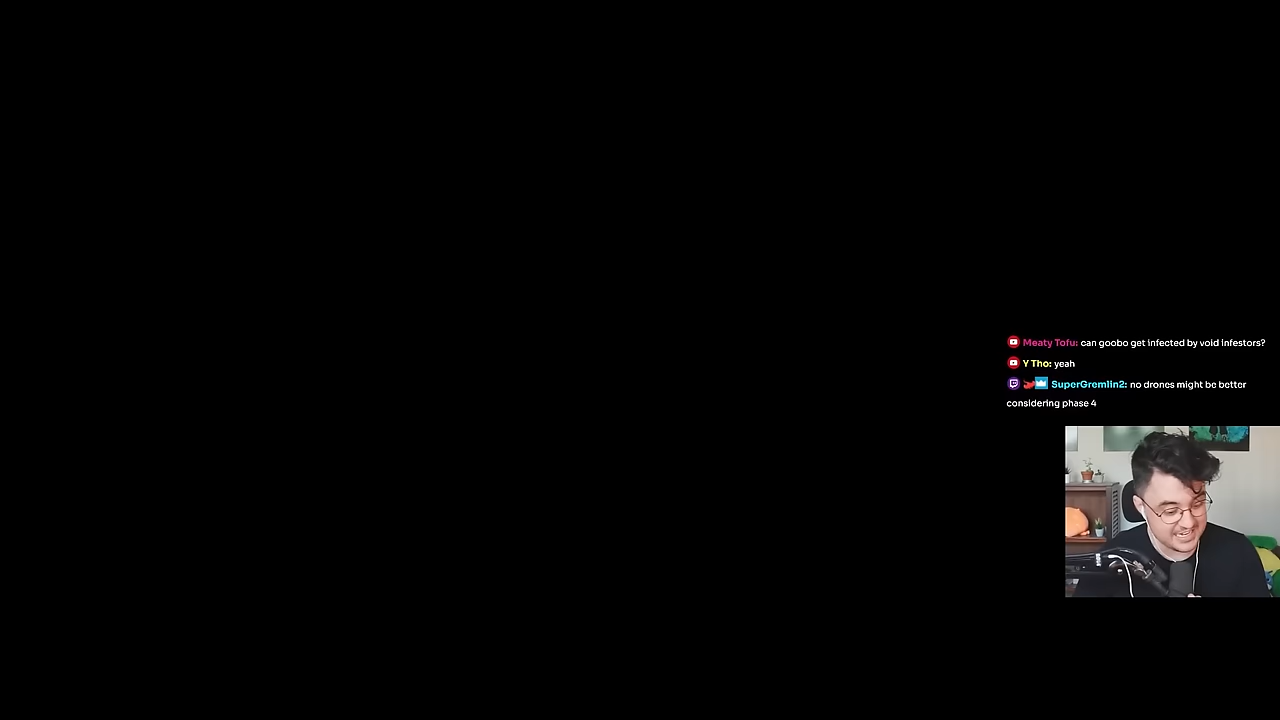 Meaty Tofu: can goobo get infected by void infestors?
Y Tho: yeah
SuperGrem1in2: no drones might be better
considering phase 4